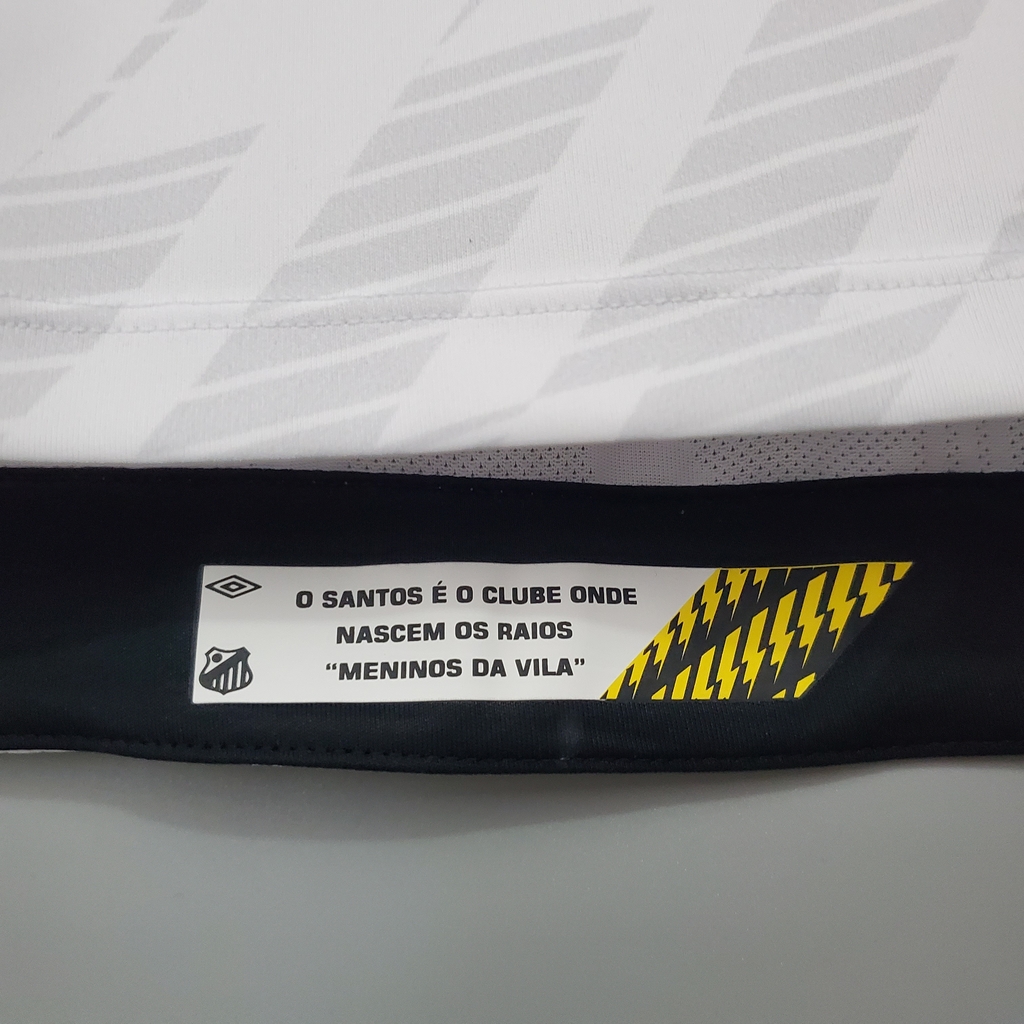 O SANTOS É O CLUBE ONDE
NASCEM OS RAIOS
“MENINOS DA VILA”